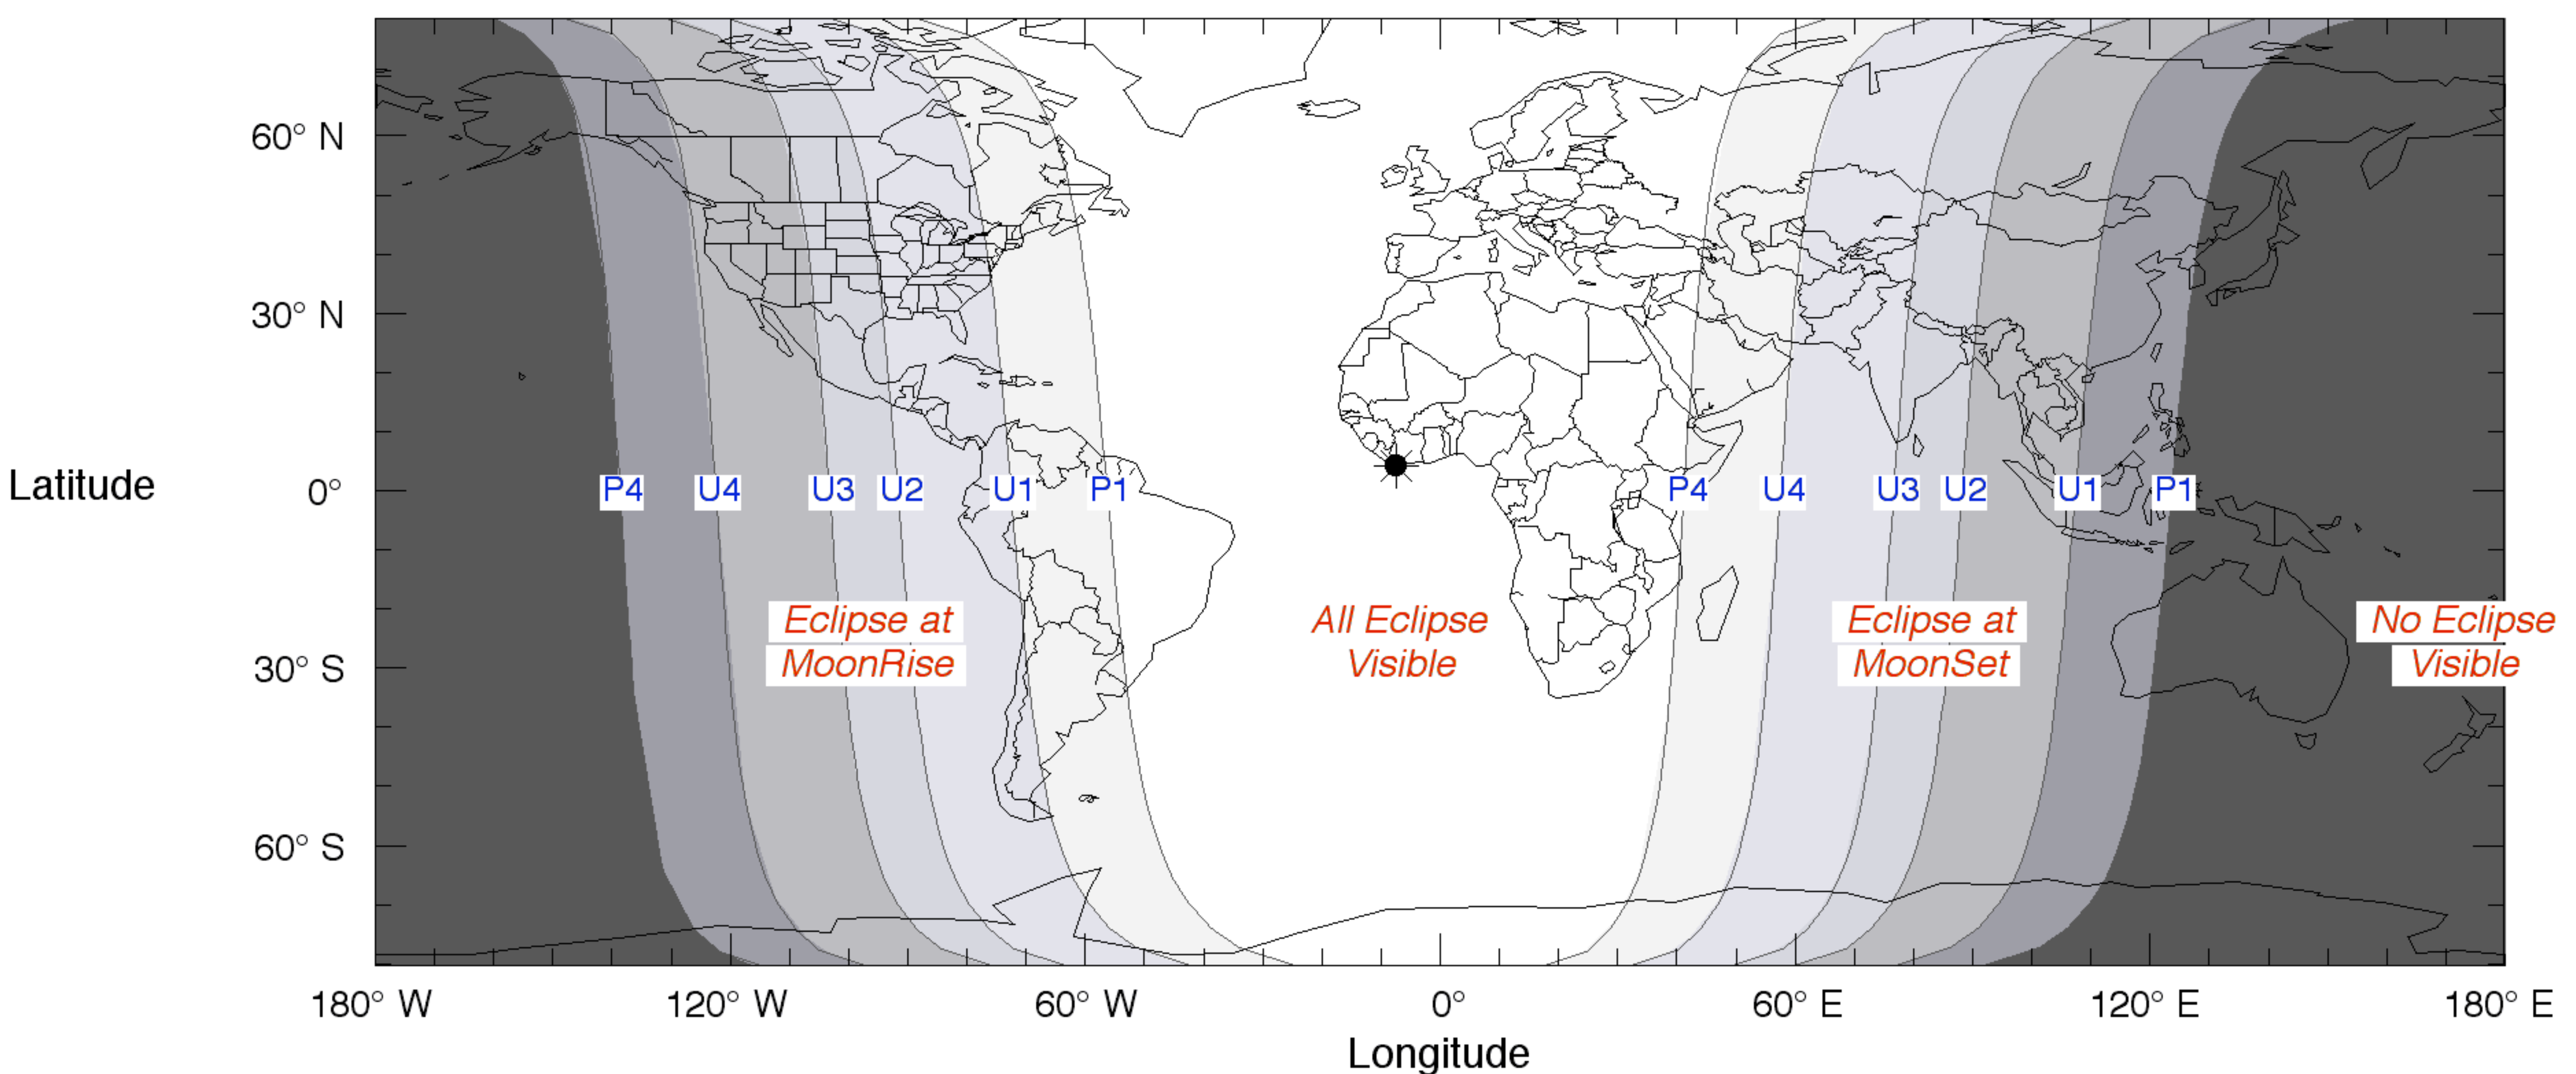 60° N
30° N
Latitude
0°
P4 U4 U3 U2 U1 P1 P4 U4 U3 U2 U1 P1
Eclipse at
MoonRise
All Eclipse
Visible
Eclipse at
MoonSet
No Eclipse
Visible
30° S
60° S
180° W 120° W 60° W 0° 60° E 120° E 180° E
Longitude